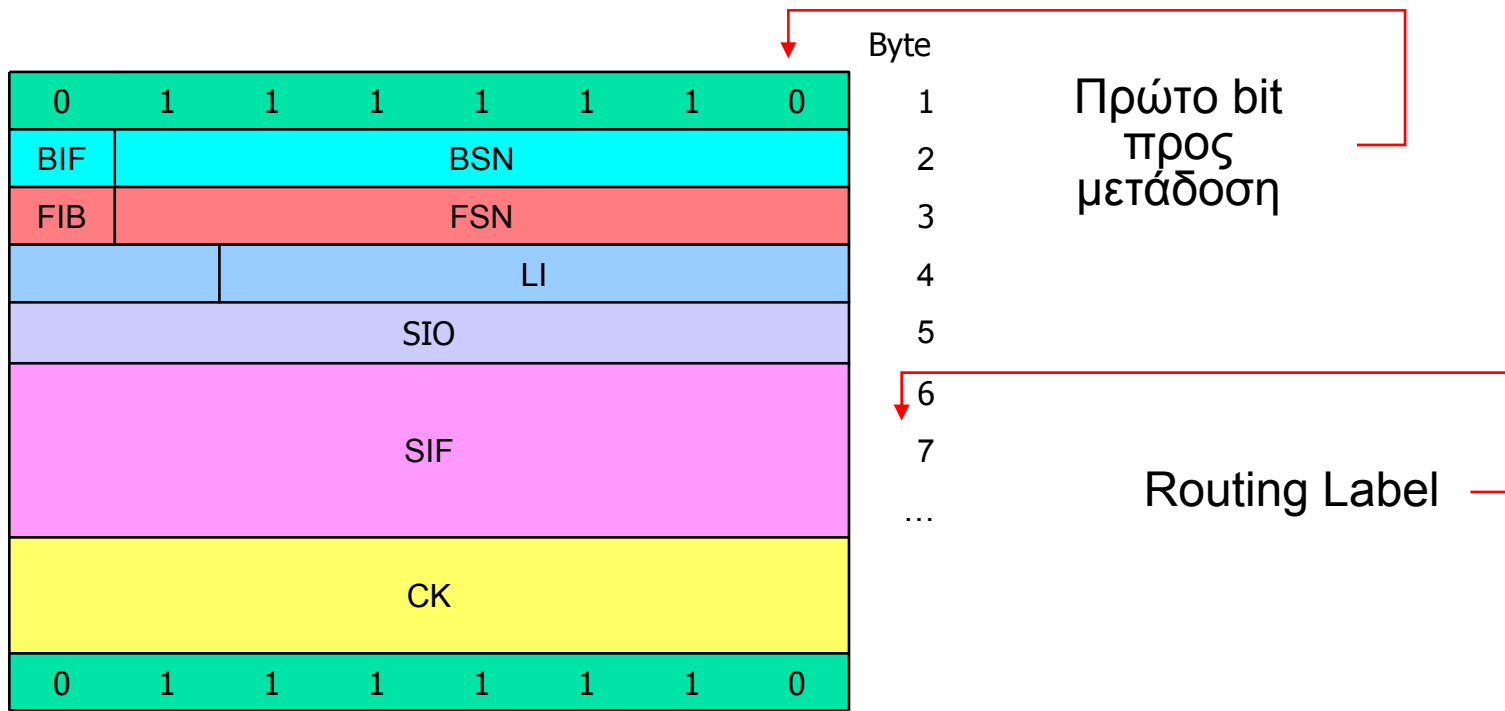 Byte
0 1 1 1 1 1 1 0 1
Πρώτο bit
προς
μετάδοση
BIF BSN 2
FIB FSN 3
LI 4
SIO 5
6
SIF 7
Routing Label
...
CK
0 1 1 1 1 1 1 0